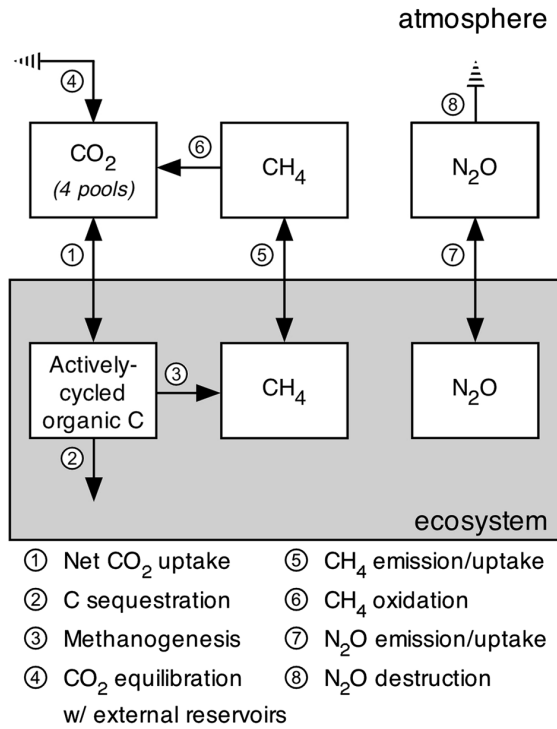 atmosphere
④
⑧
CO₂
(4 pools)
⑥
CH₄
N₂O
①
⑤
⑦
Actively-
cycled
organic C
③
CH₄
N₂O
②
ecosystem
① Net CO₂ uptake
② C sequestration
③ Methanogenesis
④ CO₂ equilibration
w/ external reservoirs
⑤ CH₄ emission/uptake
⑥ CH₄ oxidation
⑦ N₂O emission/uptake
⑧ N₂O destruction